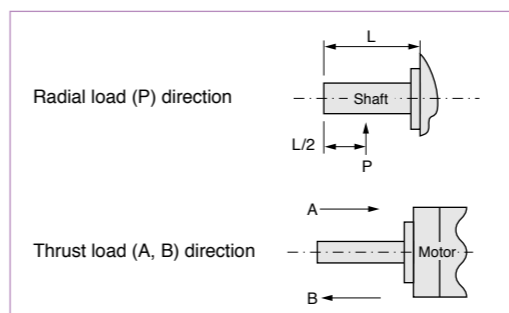 L
Radial load (P) direction
Shaft
L/2
P
A
Thrust load (A, B) direction
Motor
B